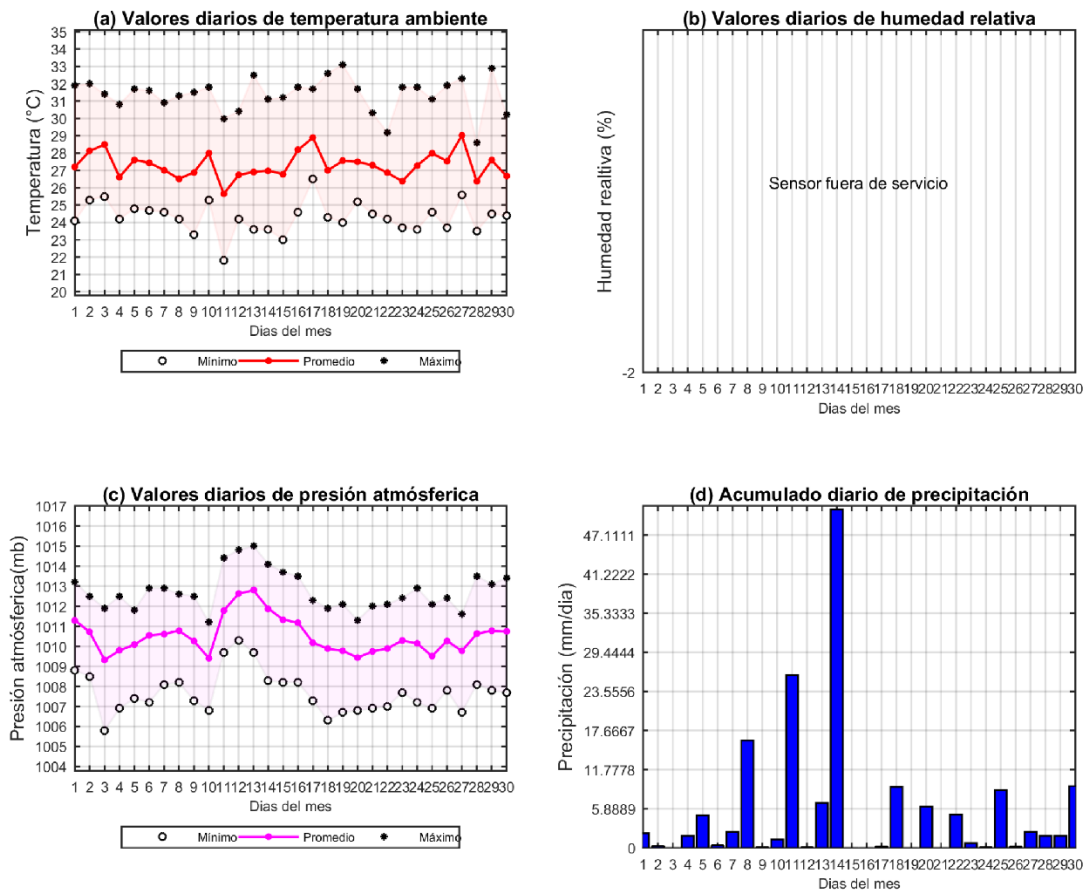 (a) Valores diarios de temperatura ambiente
35
34
33
32
31
30
29
28
27
26
25
24
23
22
21
20
Temperatura (°C)
1 2 3 4 5 6 7 8 9 10 11 12 13 14 15 16 17 18 19 20 21 22 23 24 25 26 27 28 29 30
Dias del mes
Mínimo Promedio Máximo
(b) Valores diarios de humedad relativa
Humedad realtiva (%)
Sensor fuera de servicio
-2
1 2 3 4 5 6 7 8 9 10 11 12 13 14 15 16 17 18 19 20 21 22 23 24 25 26 27 28 29 30
Dias del mes
(c) Valores diarios de presión atmósferica
1017
1016
1015
1014
1013
1012
1011
1010
1009
1008
1007
1006
1005
1004
Presión atmósferica(mb)
1 2 3 4 5 6 7 8 9 10 11 12 13 14 15 16 17 18 19 20 21 22 23 24 25 26 27 28 29 30
Dias del mes
Mínimo Promedio Máximo
(d) Acumulado diario de precipitación
47.1111
41.2222
35.3333
29.4444
23.5556
17.6667
11.7778
5.8889
0
Precipitación (mm/dia)
1 2 3 4 5 6 7 8 9 10 11 12 13 14 15 16 17 18 19 20 21 22 23 24 25 26 27 28 29 30
Dias del mes